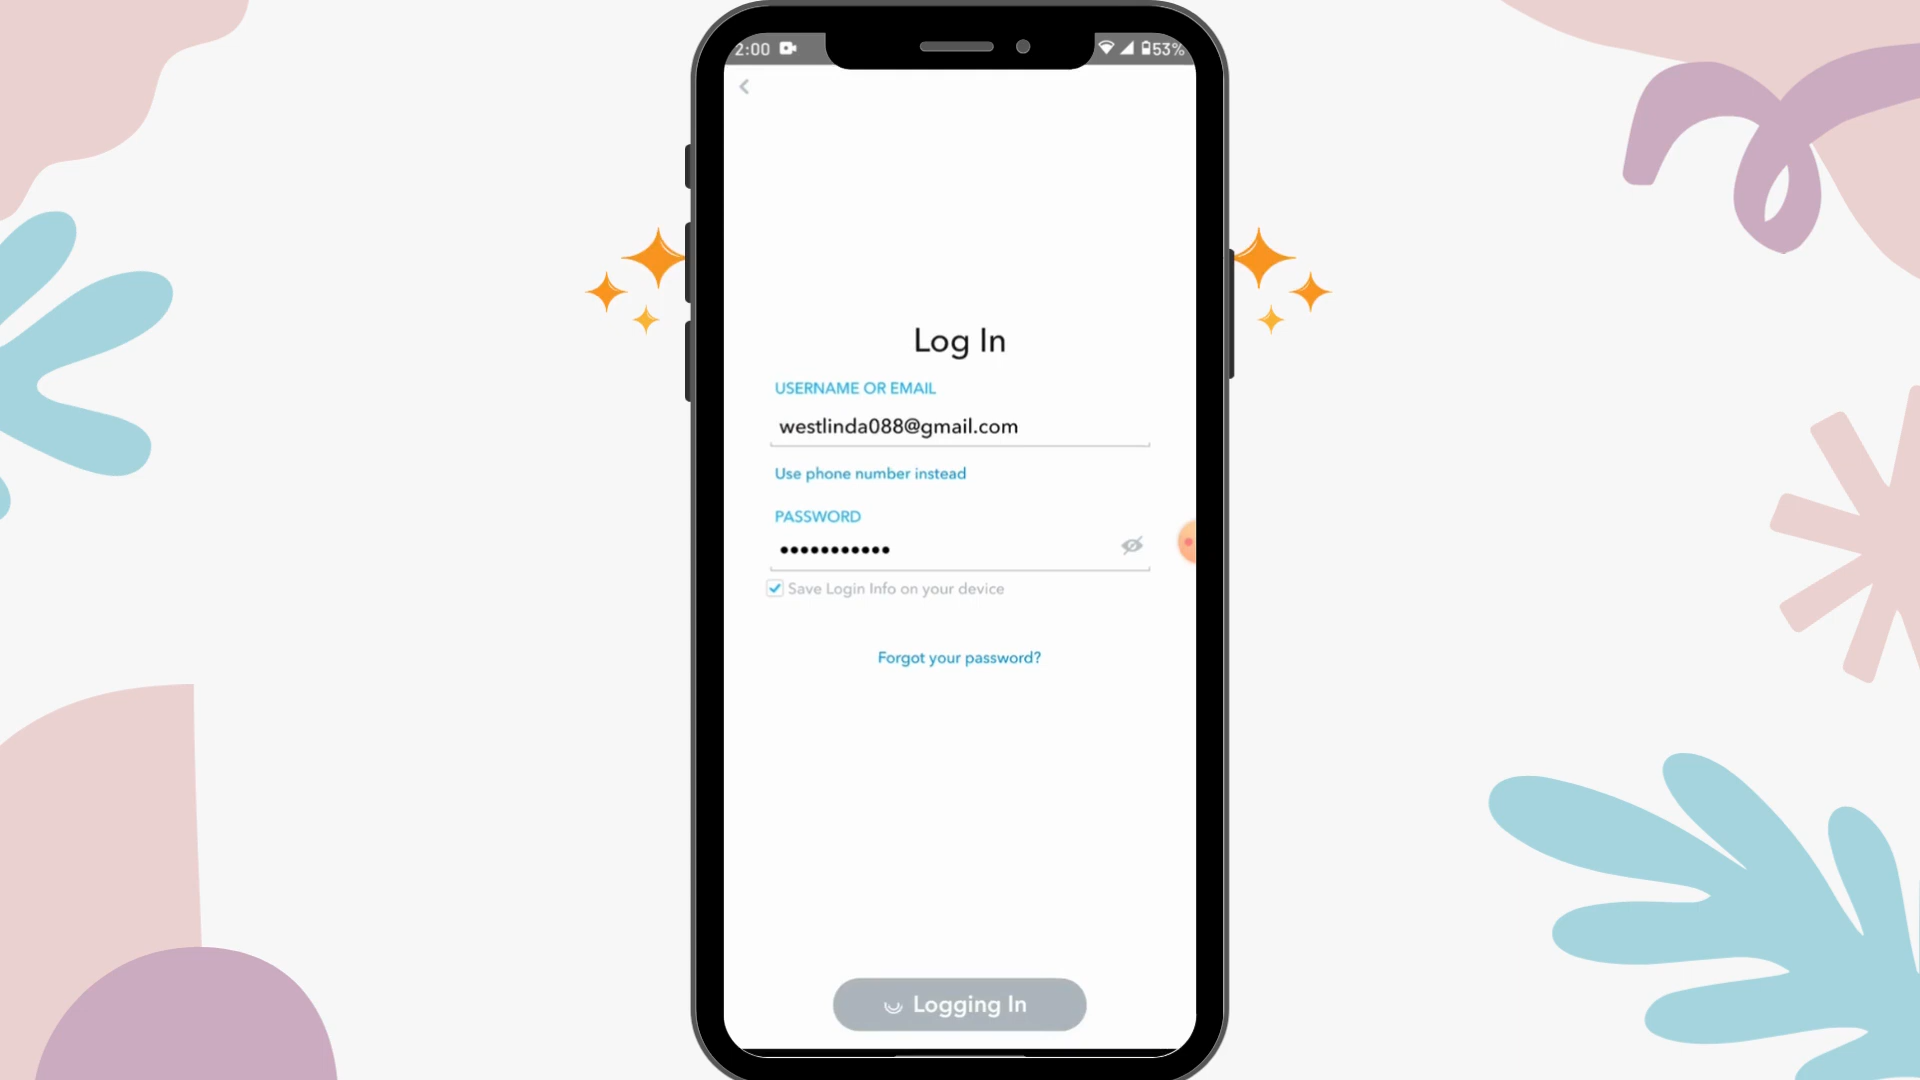 2:00
53%
Log In
USERNAME OR EMAIL
westlinda088@gmail.com
Use phone number instead
PASSWORD
•••••••••••
Save Login Info on your device
Forgot your password?
Logging In